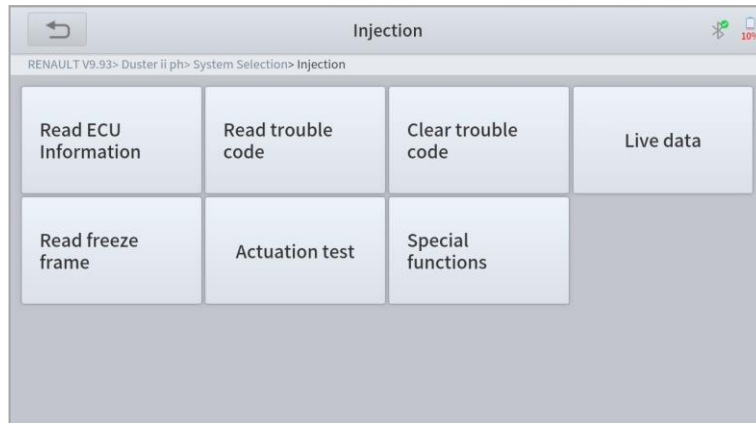 Injection
10%
RENAULT V9.93> Duster ii ph> System Selection> Injection
Read ECU
Information
Read trouble
code
Clear trouble
code
Live data
Read freeze
frame
Actuation test
Special
functions